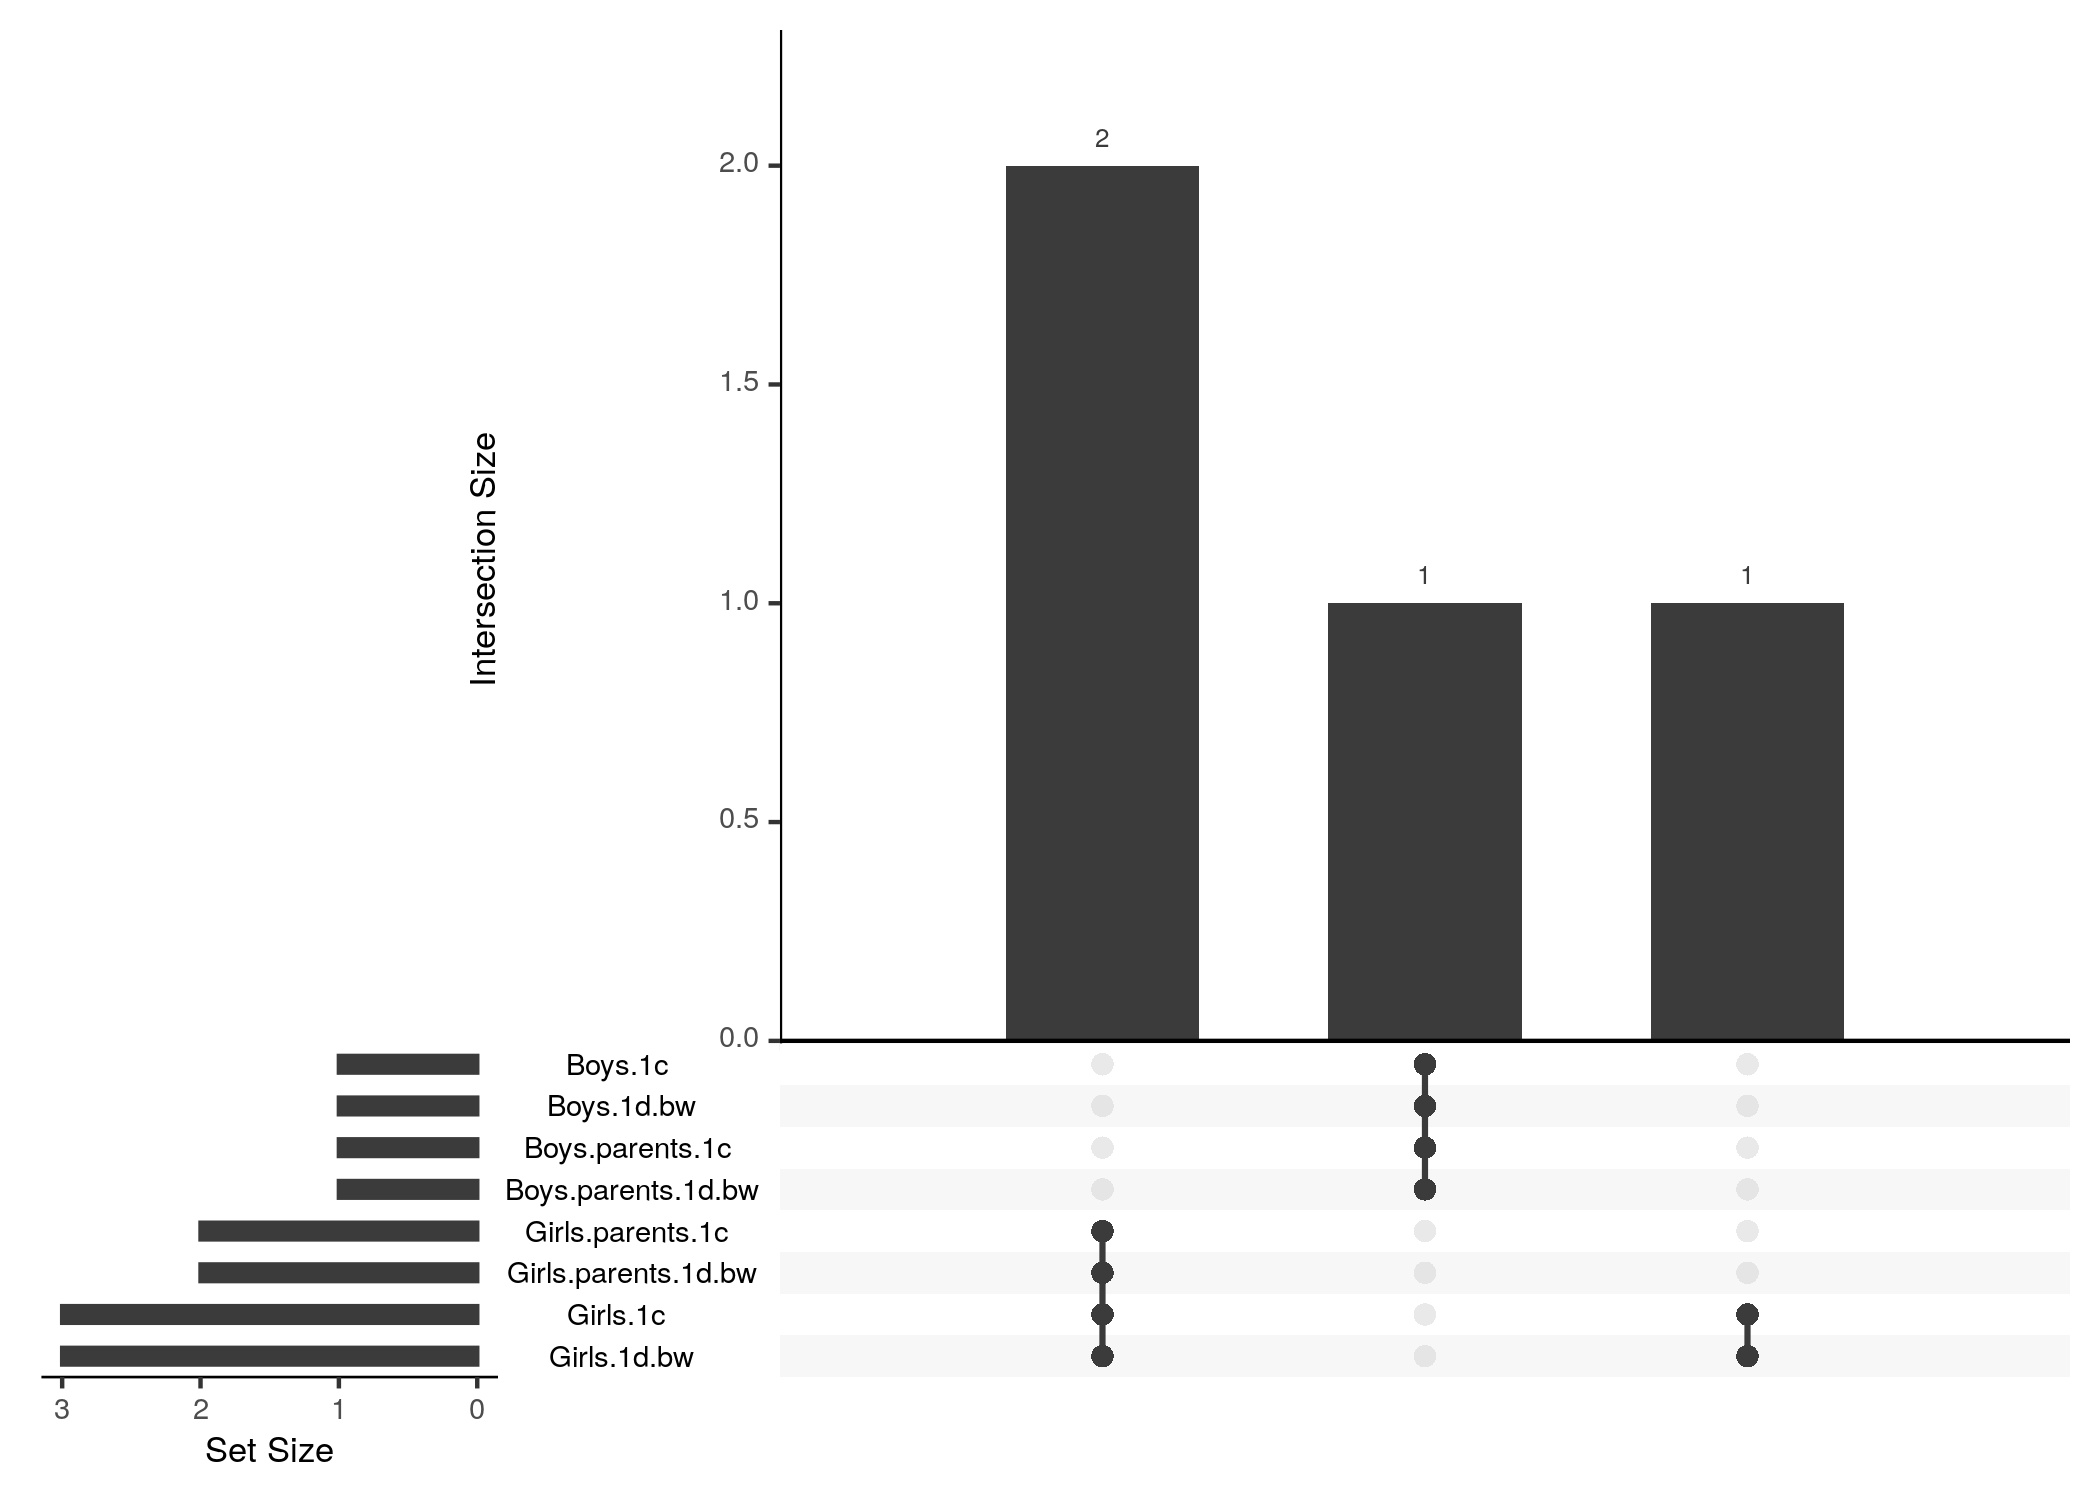 2
2.0
1.5
1
1
1.0
0.5
0.0
Intersection Size
Boys.1c
Boys.1d.bw
Boys.parents.1c
Boys.parents.1d.bw
Girls.parents.1c
Girls.parents.1d.bw
Girls.1c
Girls.1d.bw
3 2 1 0
Set Size